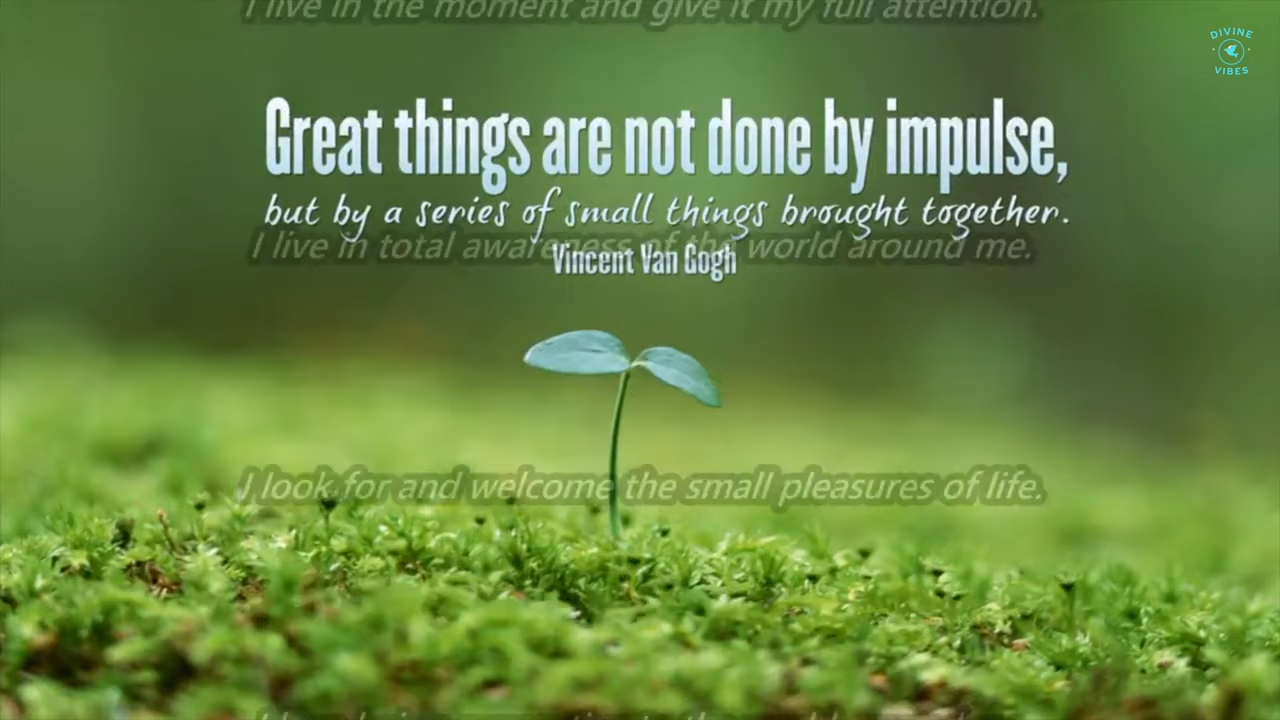 I live in the moment and give it my full attention.
DIVINE
VIBES
Great things are not done by impulse,
but by a series of small things brought together.
I live in total awareness of the world around me.
Vincent Van Gogh
I look for and welcome the small pleasures of life.